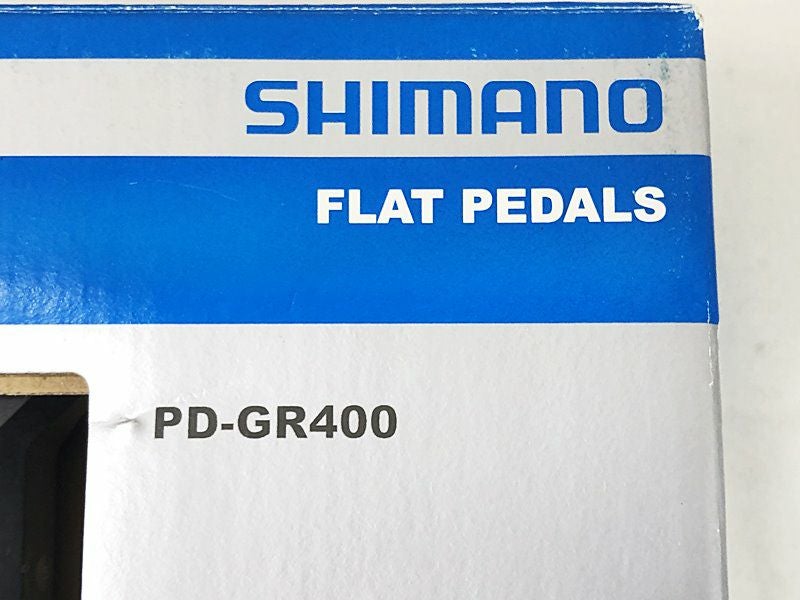 SHIMANO
FLAT PEDALS
PD-GR400